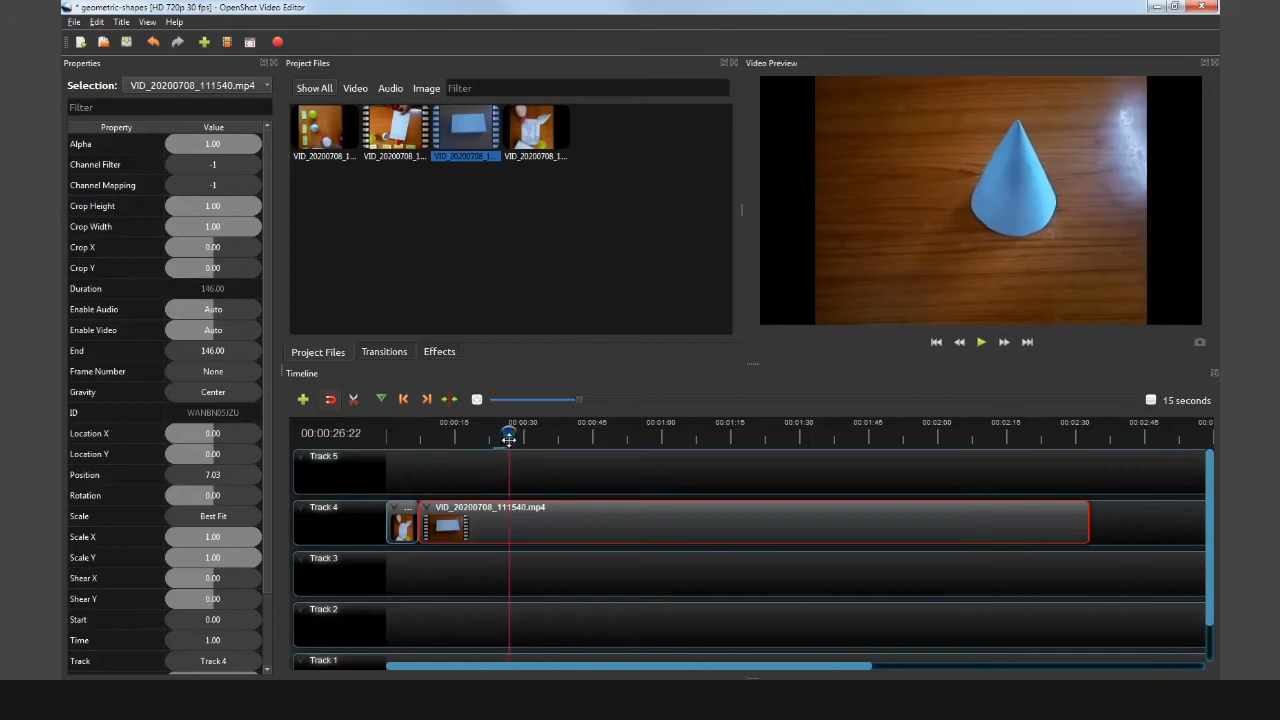 * geometric-shapes [HD 720p 30 fps] - OpenShot Video Editor
File Edit Title View Help
Properties
Selection: VID_20200708_111540.mp4
Filter
Property Value
Alpha 1.00
Channel Filter -1
Channel Mapping -1
Crop Height 1.00
Crop Width 1.00
Crop X 0.00
Crop Y 0.00
Duration 146.00
Enable Audio Auto
Enable Video Auto
End 146.00
Frame Number None
Gravity Center
ID WANBN05JZU
Location X 0.00
Location Y 0.00
Position 7.03
Rotation 0.00
Scale Best Fit
Scale X 1.00
Scale Y 1.00
Shear X 0.00
Shear Y 0.00
Start 0.00
Time 1.00
Track Track 4
Project Files
Show All Video Audio Image Filter
VID_20200708_1... VID_20200708_1... VID_20200708_1... VID_20200708_1...
Project Files Transitions Effects
Video Preview
Timeline
15 seconds
00:00:26:22
00:00:15 00:00:30 00:00:45 00:01:00 00:01:15 00:01:30 00:01:45 00:02:00 00:02:15 00:02:30 00:02:45 00:0
Track 5
Track 4 ... VID_20200708_111540.mp4
Track 3
Track 2
Track 1